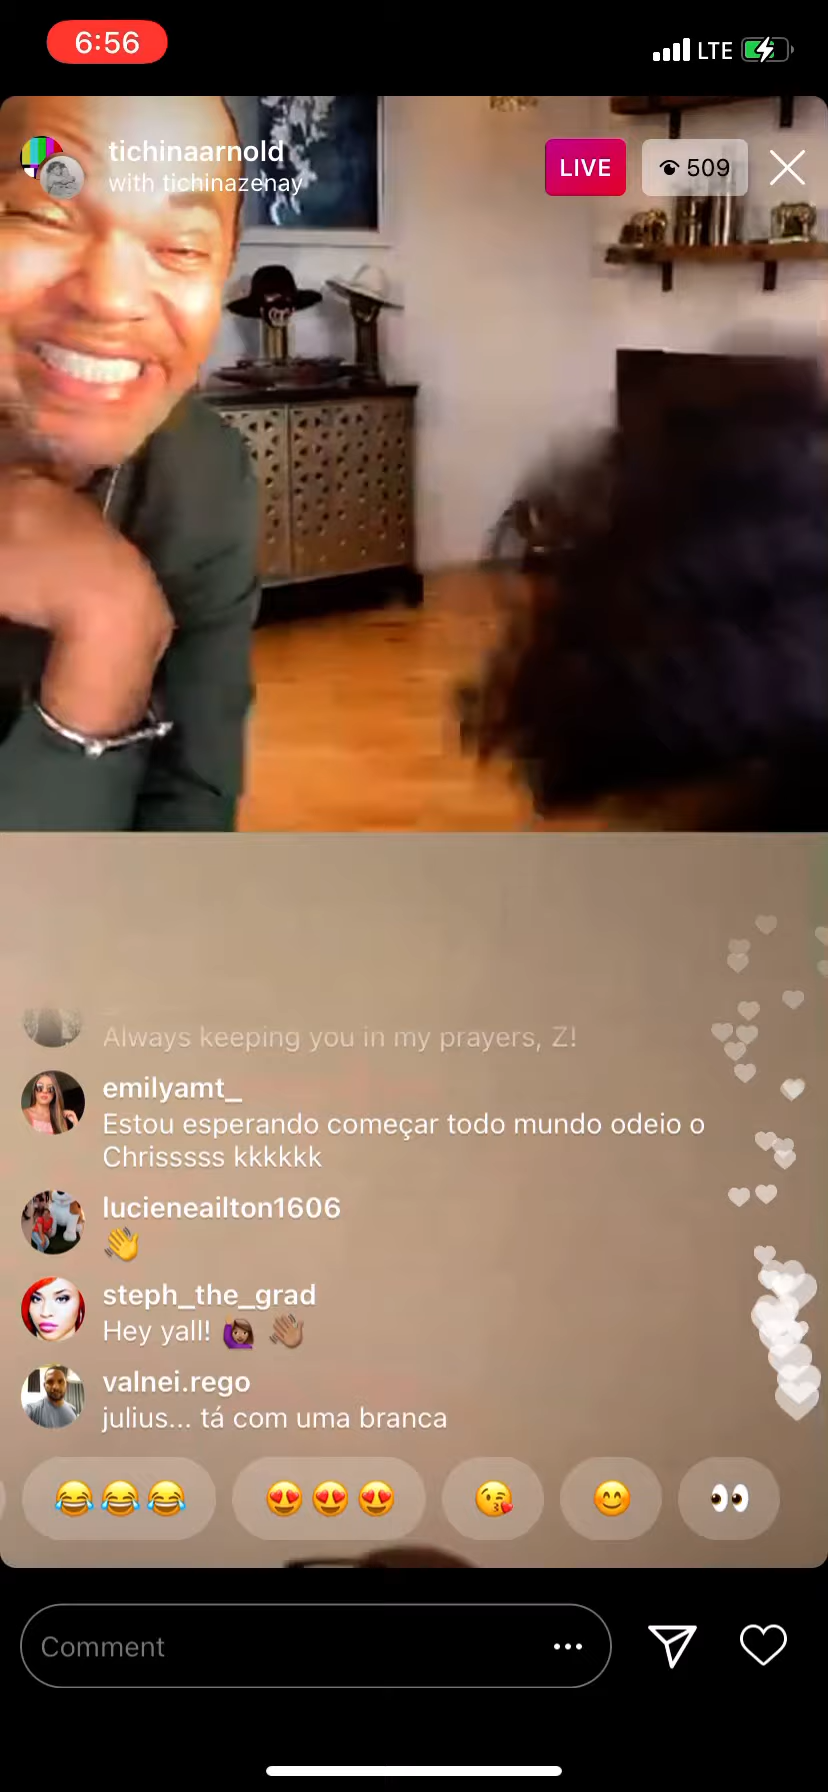 6:56
LTE
tichinaarnold
with tichinazenay
LIVE
509
Always keeping you in my prayers, Z!
emilyamt_
Estou esperando começar todo mundo odeio o
Chrisssss kkkkkk
lucieneailton1606
👋
steph_the_grad
Hey yall! 🙋🏽‍♀️ 👋🏽
valnei.rego
julius... tá com uma branca
😂😂😂 😍😍😍 😘 😊 👀
Comment